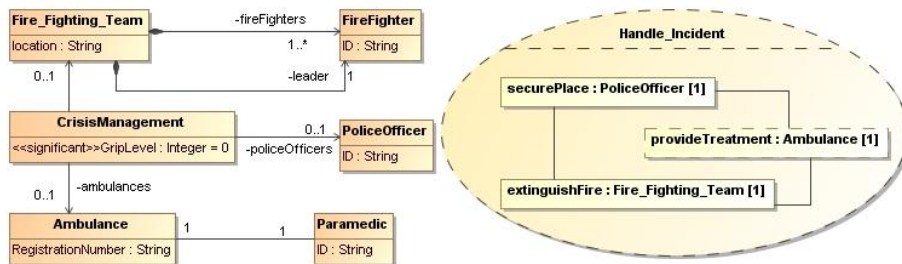 Fire_Fighting_Team
location : String
-fireFighters
1..*
FireFighter
ID : String
-leader
1
0..1
CrisisManagement
<<significant>>GripLevel : Integer = 0
0..1
-policeOfficers
PoliceOfficer
ID : String
-ambulances
0..1
Ambulance
RegistrationNumber : String
1
1
Paramedic
ID : String
Handle_Incident
securePlace : PoliceOfficer [1]
provideTreatment : Ambulance [1]
extinguishFire : Fire_Fighting_Team [1]